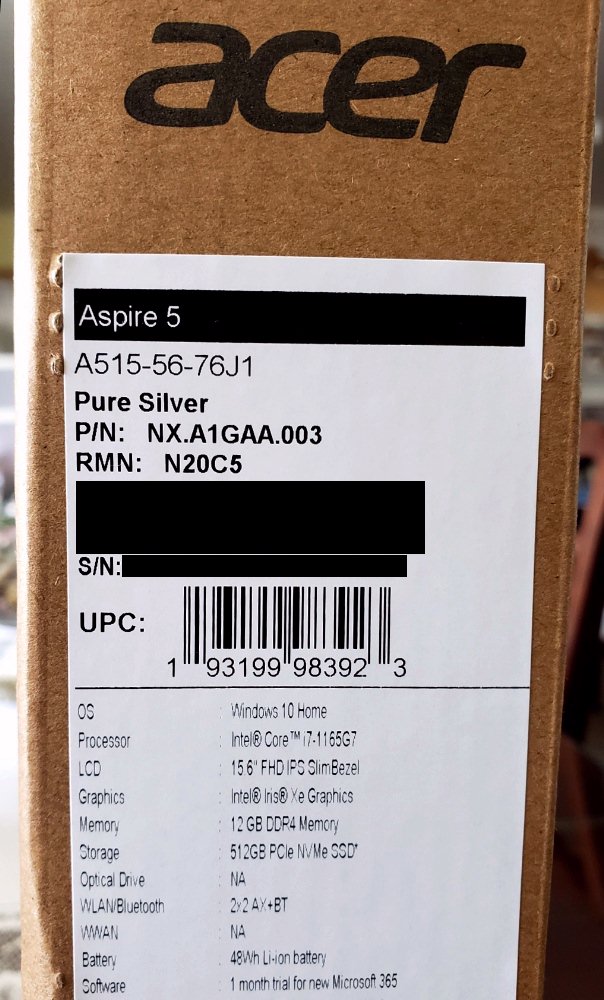 acer
Aspire 5
A515-56-76J1
Pure Silver
P/N: NX.A1GAA.003
RMN: N20C5
S/N:
UPC:
1 93199 98392 3
OS : Windows 10 Home
Processor : Intel® Core™ i7-1165G7
LCD : 15.6" FHD IPS SlimBezel
Graphics : Intel® Iris® Xe Graphics
Memory : 12 GB DDR4 Memory
Storage : 512GB PCIe NVMe SSD*
Optical Drive : NA
WLAN/Bluetooth : 2x2 AX+BT
WWAN : NA
Battery : 48Wh Li-ion battery
Software : 1 month trial for new Microsoft 365